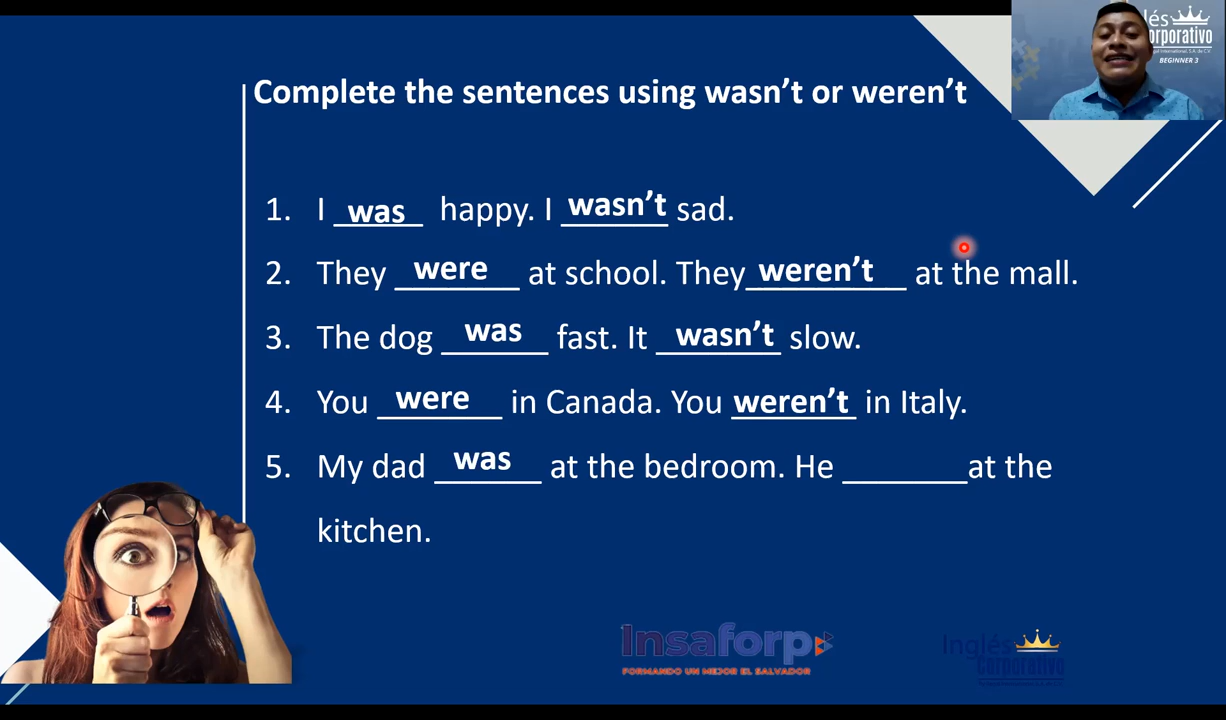 Complete the sentences using wasn't or weren't
1. I was happy. I wasn't sad.
2. They were at school. They weren't at the mall.
3. The dog was fast. It wasn't slow.
4. You were in Canada. You weren't in Italy.
5. My dad was at the bedroom. He ________at the
kitchen.
Insaforp
FORMANDO UN MEJOR EL SALVADOR
Inglés
Corporativo
BEGINNER 3